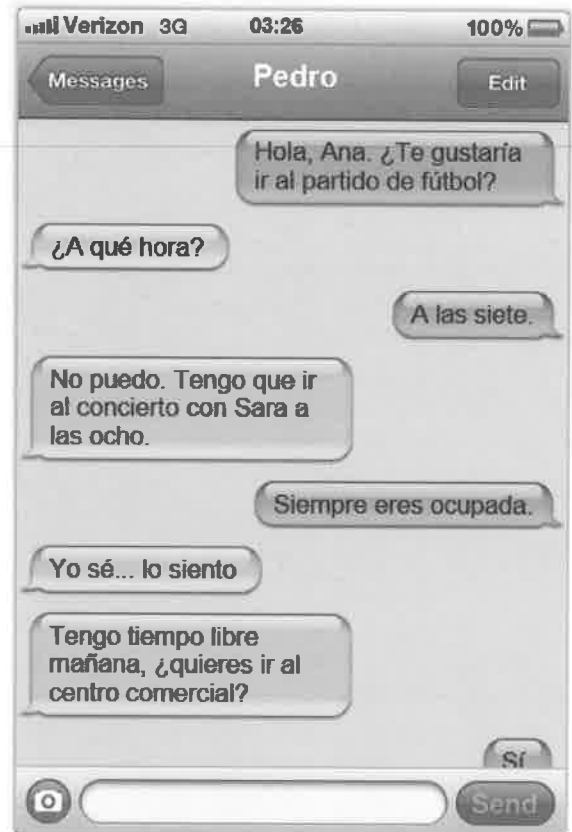 Verizon 3G 03:26 100%
Messages Pedro Edit
Hola, Ana. ¿Te gustaría
ir al partido de fútbol?
¿A qué hora?
A las siete.
No puedo. Tengo que ir
al concierto con Sara a
las ocho.
Siempre eres ocupada.
Yo sé... lo siento
Tengo tiempo libre
mañana, ¿quieres ir al
centro comercial?
Sí
Send